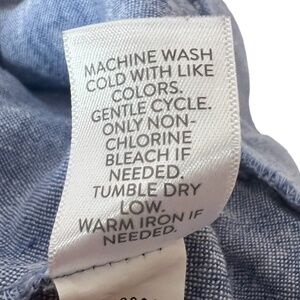 MACHINE WASH
COLD WITH LIKE
COLORS.
GENTLE CYCLE.
ONLY NON-
CHLORINE
BLEACH IF
NEEDED.
TUMBLE DRY
LOW.
WARM IRON IF
NEEDED.